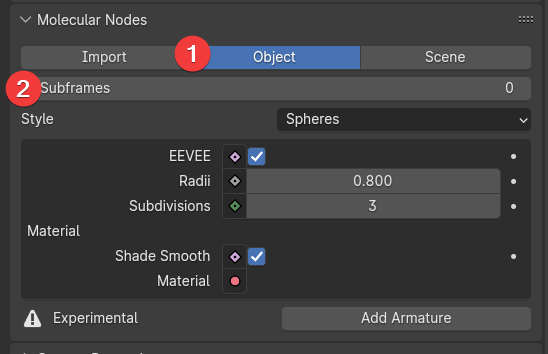 Molecular Nodes
Import 1 Object Scene
2 Subframes 0
Style Spheres
EEVEE
Radii 0.800
Subdivisions 3
Material
Shade Smooth
Material
Experimental Add Armature